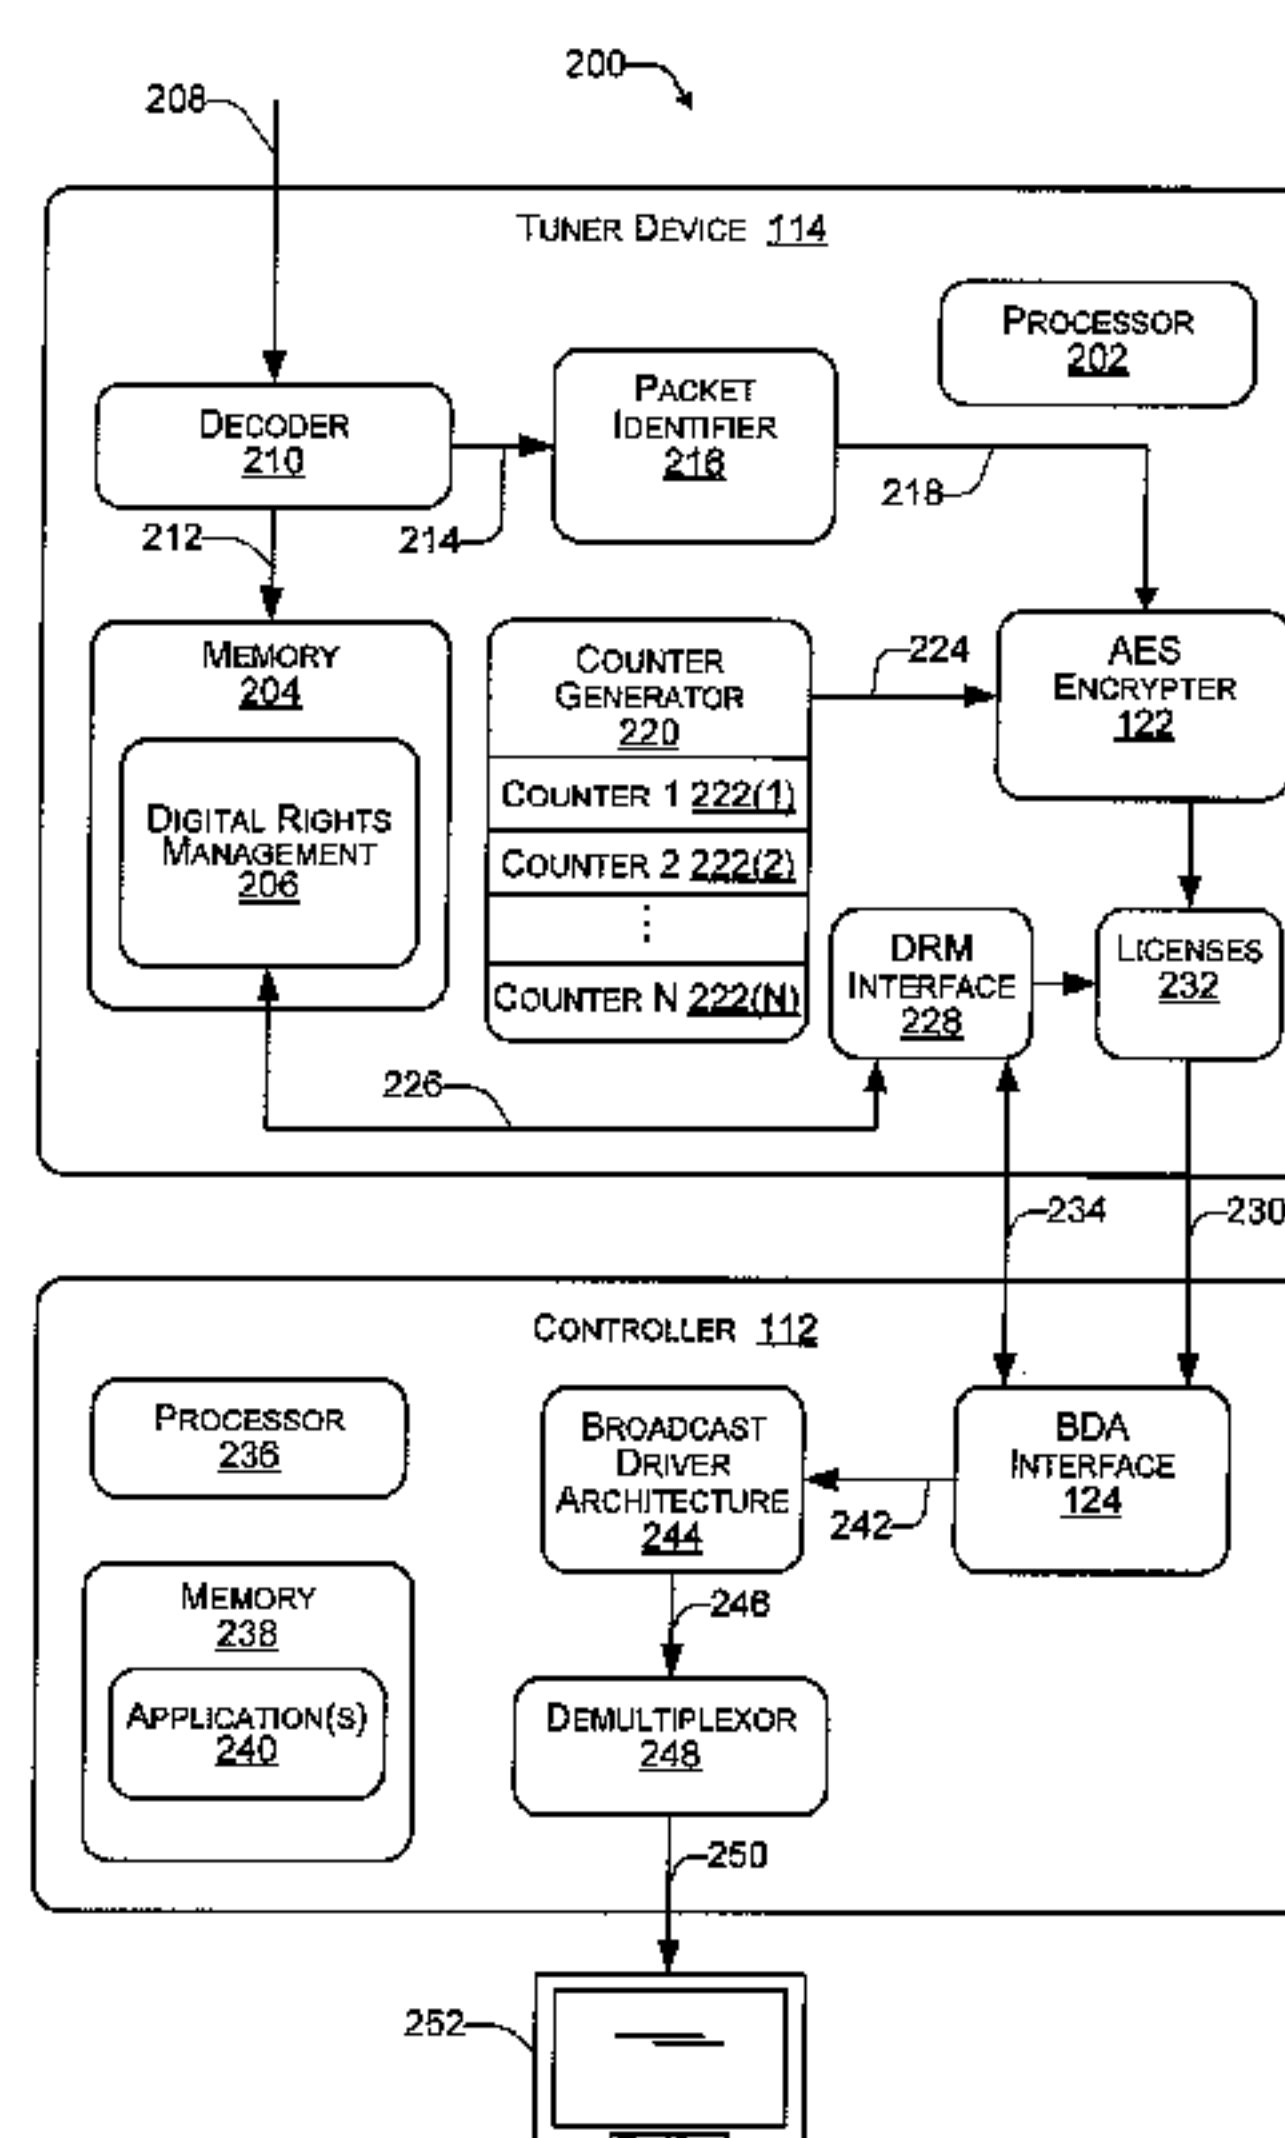 200
208
TUNER DEVICE 114
PROCESSOR
202
PACKET
IDENTIFIER
216
DECODER
210
218
212
214
MEMORY
204
COUNTER
GENERATOR
220
224
AES
ENCRYPTER
122
DIGITAL RIGHTS
MANAGEMENT
206
COUNTER 1 222(1)
COUNTER 2 222(2)
⋮
COUNTER N 222(N)
DRM
INTERFACE
228
LICENSES
232
226
234
230
CONTROLLER 112
PROCESSOR
236
BROADCAST
DRIVER
ARCHITECTURE
244
BDA
INTERFACE
124
242
MEMORY
238
246
APPLICATION(S)
240
DEMULTIPLEXOR
248
250
252